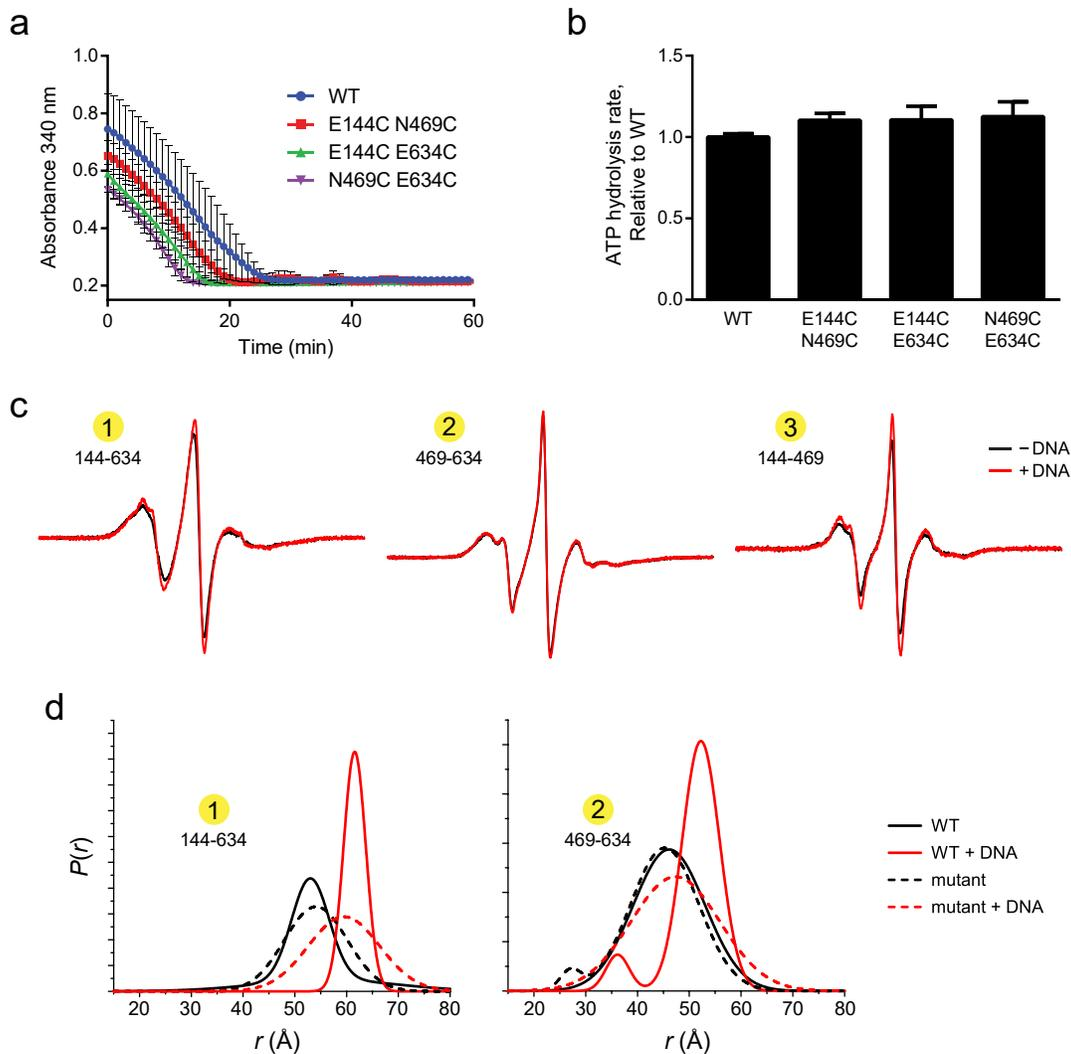 a
1.0
0.8
0.6
0.4
0.2
Absorbance 340 nm
0
20
40
60
Time (min)
WT
E144C N469C
E144C E634C
N469C E634C
b
1.5
1.0
0.5
0.0
ATP hydrolysis rate,
Relative to WT
WT
E144C
N469C
E144C
E634C
N469C
E634C
c
1
144-634
2
469-634
3
144-469
– DNA
+ DNA
d
P(r)
1
144-634
20
30
40
50
60
70
80
r (Å)
2
469-634
20
30
40
50
60
70
80
r (Å)
WT
WT + DNA
mutant
mutant + DNA